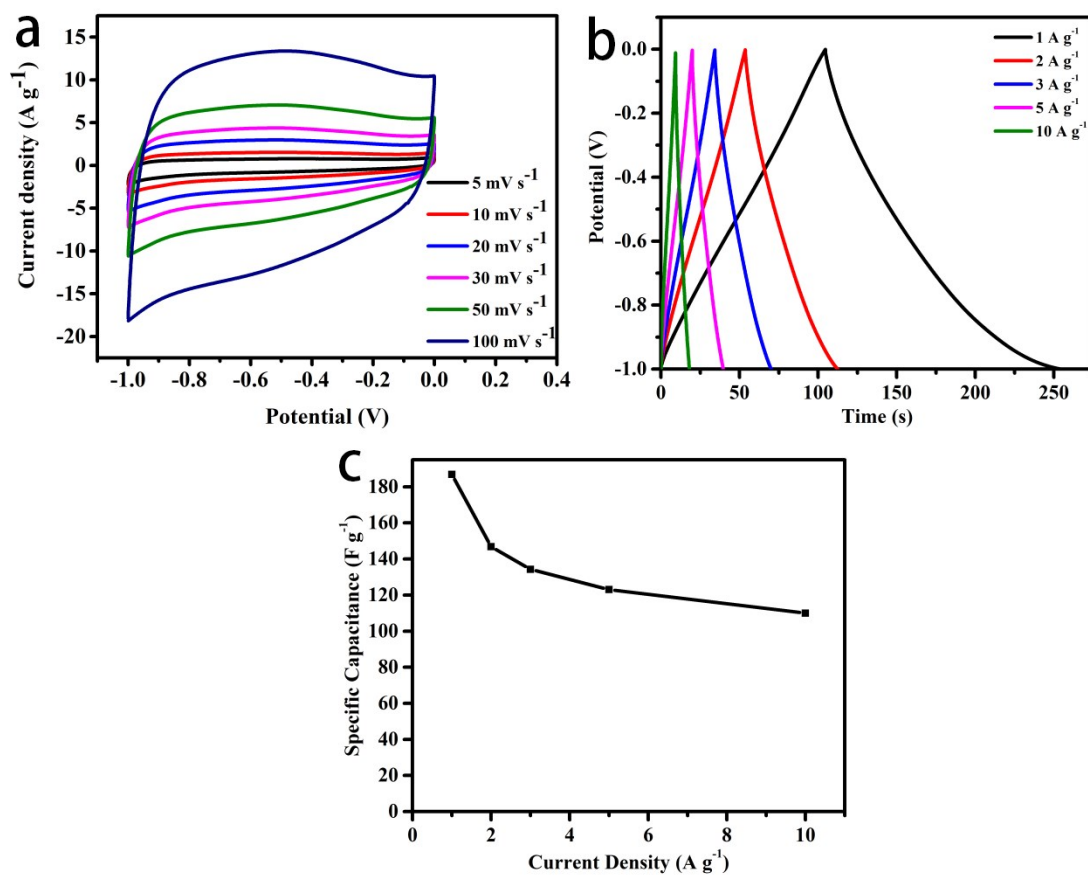 a
Current density (A g-1)
15
10
5
0
-5
-10
-15
-20
-1.0 -0.8 -0.6 -0.4 -0.2 0.0 0.2 0.4
Potential (V)
5 mV s-1
10 mV s-1
20 mV s-1
30 mV s-1
50 mV s-1
100 mV s-1
b
Potential (V)
0.0
-0.2
-0.4
-0.6
-0.8
-1.0
0 50 100 150 200 250
Time (s)
1 A g-1
2 A g-1
3 A g-1
5 A g-1
10 A g-1
c
Specific Capacitance (F g-1)
180
160
140
120
100
80
60
40
20
0
0 2 4 6 8 10
Current Density (A g-1)